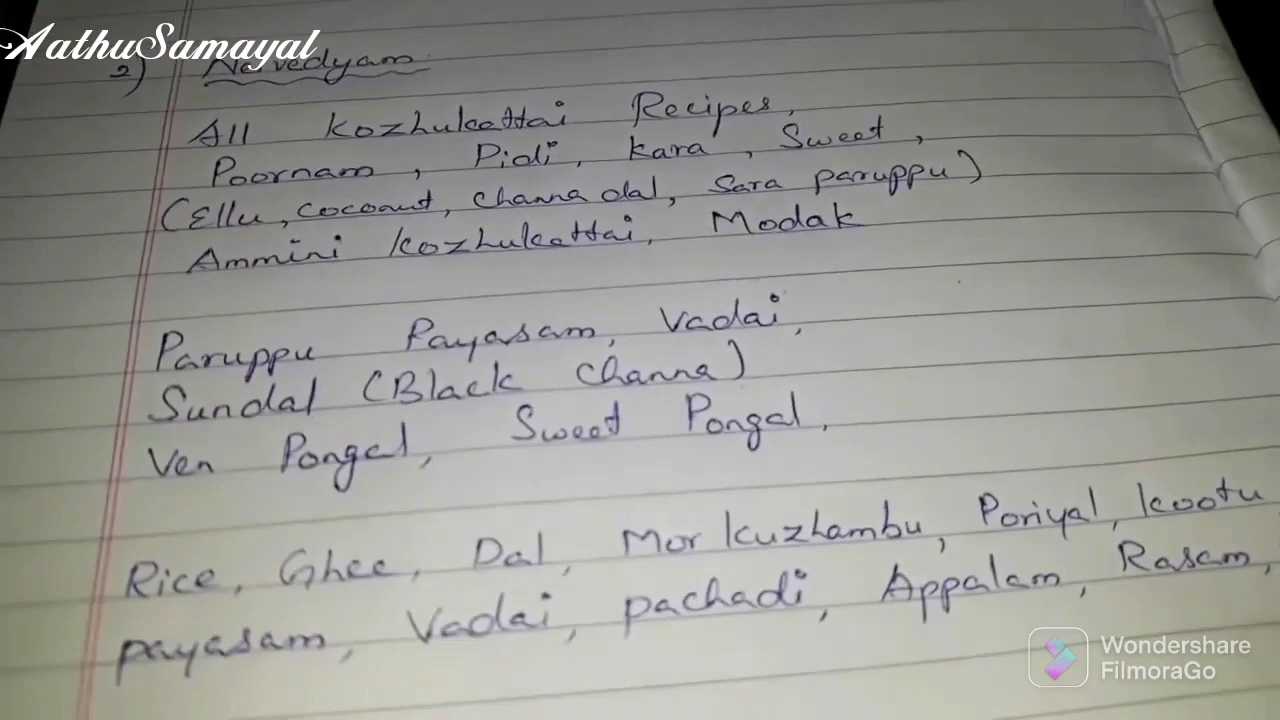 AathuSamayal
2) Neivedyam
All Kozhukattai Recipes,
Poornam, Pidi, Kara, Sweet,
(Ellu, cocoaut, channa dal, Sara paruppu)
Ammini Kozhukattai, Modak
Paruppu Payasam, Vadai,
Sundal (Black Channa)
Ven Pongal, Sweet Pongal,
Rice, Ghee, Dal, Mor Kuzhambu, Poriyal, Kootu
payasam, Vadai, pachadi, Appalam, Rasam,
Wondershare
FilmoraGo